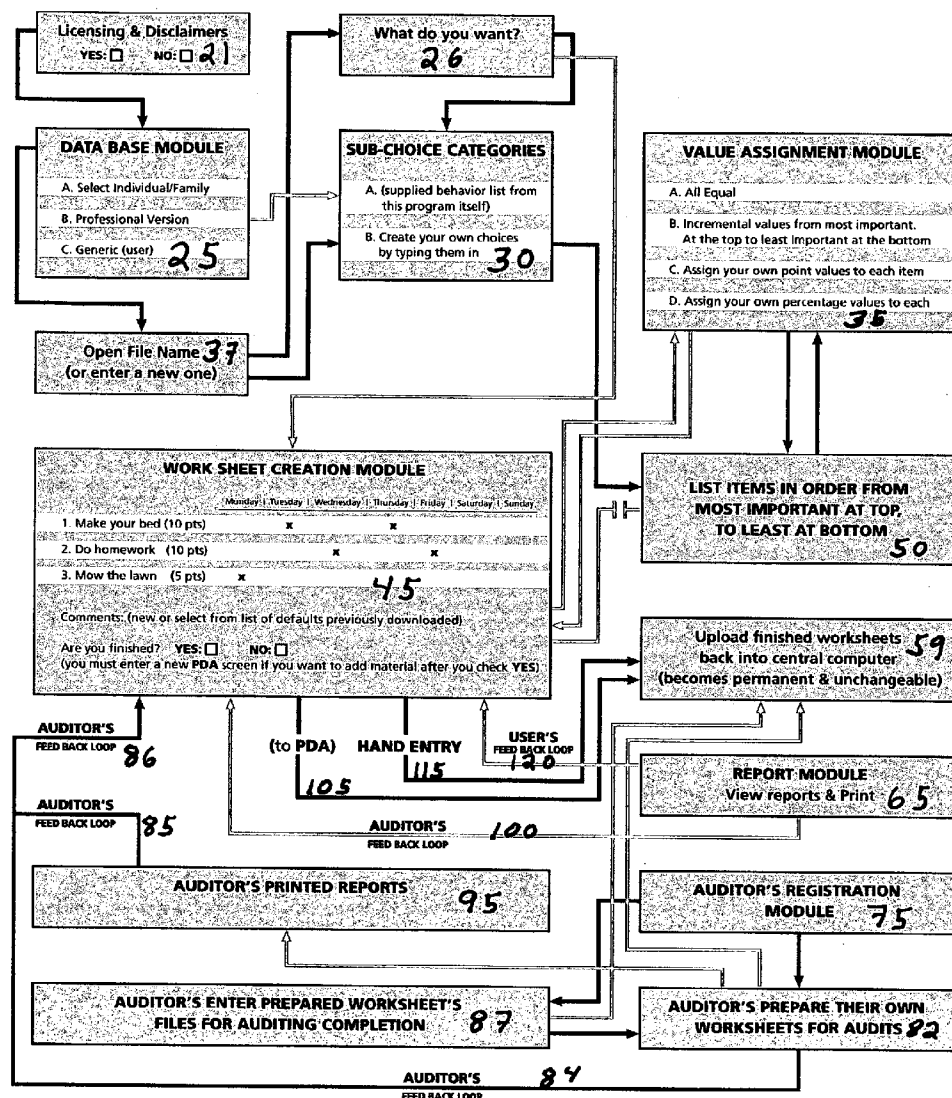 Licensing & Disclaimers
YES: NO: 21
What do you want?
26
DATA BASE MODULE
A. Select Individual/Family
B. Professional Version
C. Generic (user) 25
SUB-CHOICE CATEGORIES
A. (supplied behavior list from
this program itself)
B. Create your own choices
by typing them in 30
VALUE ASSIGNMENT MODULE
A. All Equal
B. Incremental values from most important.
At the top to least important at the bottom
C. Assign your own point values to each item
D. Assign your own percentage values to each
35
Open File Name 37
(or enter a new one)
WORK SHEET CREATION MODULE
Monday | Tuesday | Wednesday | Thursday | Friday | Saturday | Sunday
1. Make your bed (10 pts) x x
2. Do homework (10 pts) x x
3. Mow the lawn (5 pts) x 45
Comments: (new or select from list of defaults previously downloaded)
Are you finished? YES: NO:
(you must enter a new PDA screen if you want to add material after you check YES)
LIST ITEMS IN ORDER FROM
MOST IMPORTANT AT TOP,
TO LEAST AT BOTTOM
50
Upload finished worksheets 59
back into central computer
(becomes permanent & unchangeable)
AUDITOR'S
FEED BACK LOOP 86
(to PDA)
105
HAND ENTRY
115
USER'S
FEED BACK LOOP
120
REPORT MODULE
View reports & Print 65
AUDITOR'S
FEED BACK LOOP 85
AUDITOR'S 100
FEED BACK LOOP
AUDITOR'S PRINTED REPORTS
95
AUDITOR'S REGISTRATION
MODULE 75
AUDITOR'S ENTER PREPARED WORKSHEET'S
FILES FOR AUDITING COMPLETION 87
AUDITOR'S PREPARE THEIR OWN
WORKSHEETS FOR AUDITS 82
AUDITOR'S 84
FEED BACK LOOP